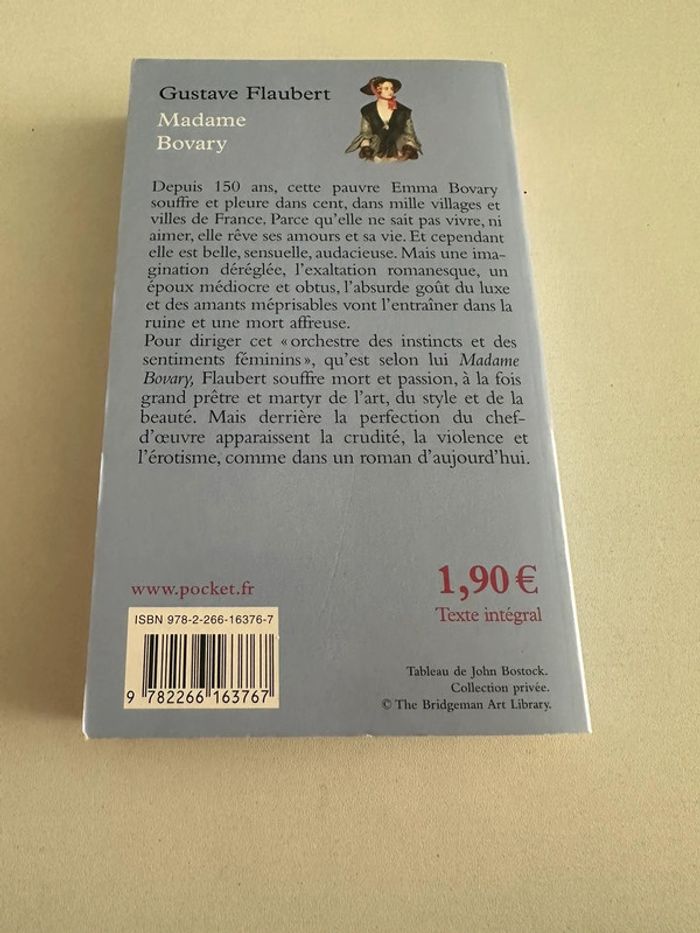 Gustave Flaubert
Madame
Bovary
Depuis 150 ans, cette pauvre Emma Bovary
souffre et pleure dans cent, dans mille villages et
villes de France. Parce qu'elle ne sait pas vivre, ni
aimer, elle rêve ses amours et sa vie. Et cependant
elle est belle, sensuelle, audacieuse. Mais une ima-
gination déréglée, l'exaltation romanesque, un
époux médiocre et obtus, l'absurde goût du luxe
et des amants méprisables vont l'entraîner dans la
ruine et une mort affreuse.
Pour diriger cet « orchestre des instincts et des
sentiments féminins », qu'est selon lui Madame
Bovary, Flaubert souffre mort et passion, à la fois
grand prêtre et martyr de l'art, du style et de la
beauté. Mais derrière la perfection du chef-
d'œuvre apparaissent la crudité, la violence et
l'érotisme, comme dans un roman d'aujourd'hui.
www.pocket.fr
1,90 €
Texte intégral
ISBN 978-2-266-16376-7
9 782266 163767
Tableau de John Bostock.
Collection privée.
© The Bridgeman Art Library.